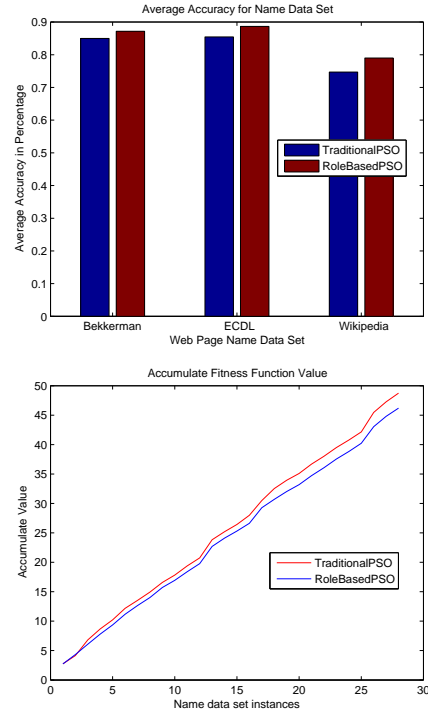 Average Accuracy for Name Data Set
0.9
0.8
0.7
0.6
0.5
0.4
0.3
0.2
0.1
0
Average Accuracy in Percentage
TraditionalPSO
RoleBasedPSO
Bekkerman ECDL Wikipedia
Web Page Name Data Set
Accumulate Fitness Function Value
50
45
40
35
30
25
20
15
10
5
0
Accumulate Value
TraditionalPSO
RoleBasedPSO
0 5 10 15 20 25 30
Name data set instances